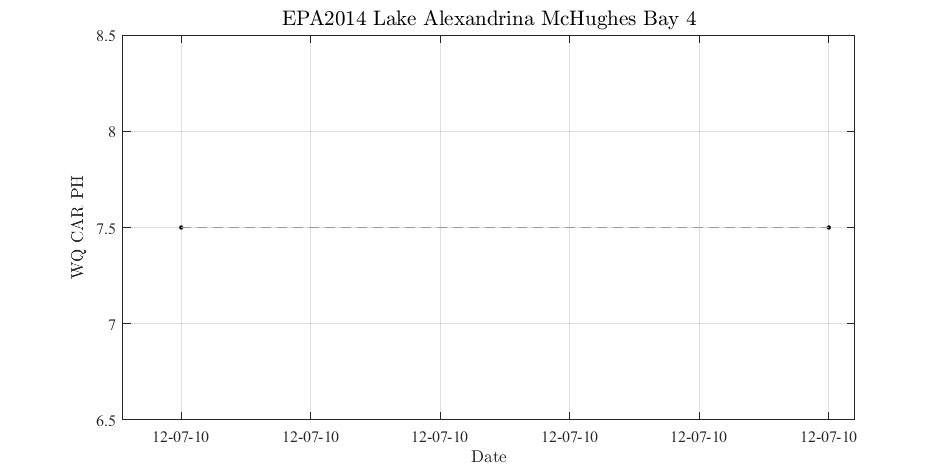 EPA2014 Lake Alexandrina McHughes Bay 4
8.5
8
7.5
7
6.5
WQ CAR PH
12-07-10 12-07-10 12-07-10 12-07-10 12-07-10 12-07-10
Date